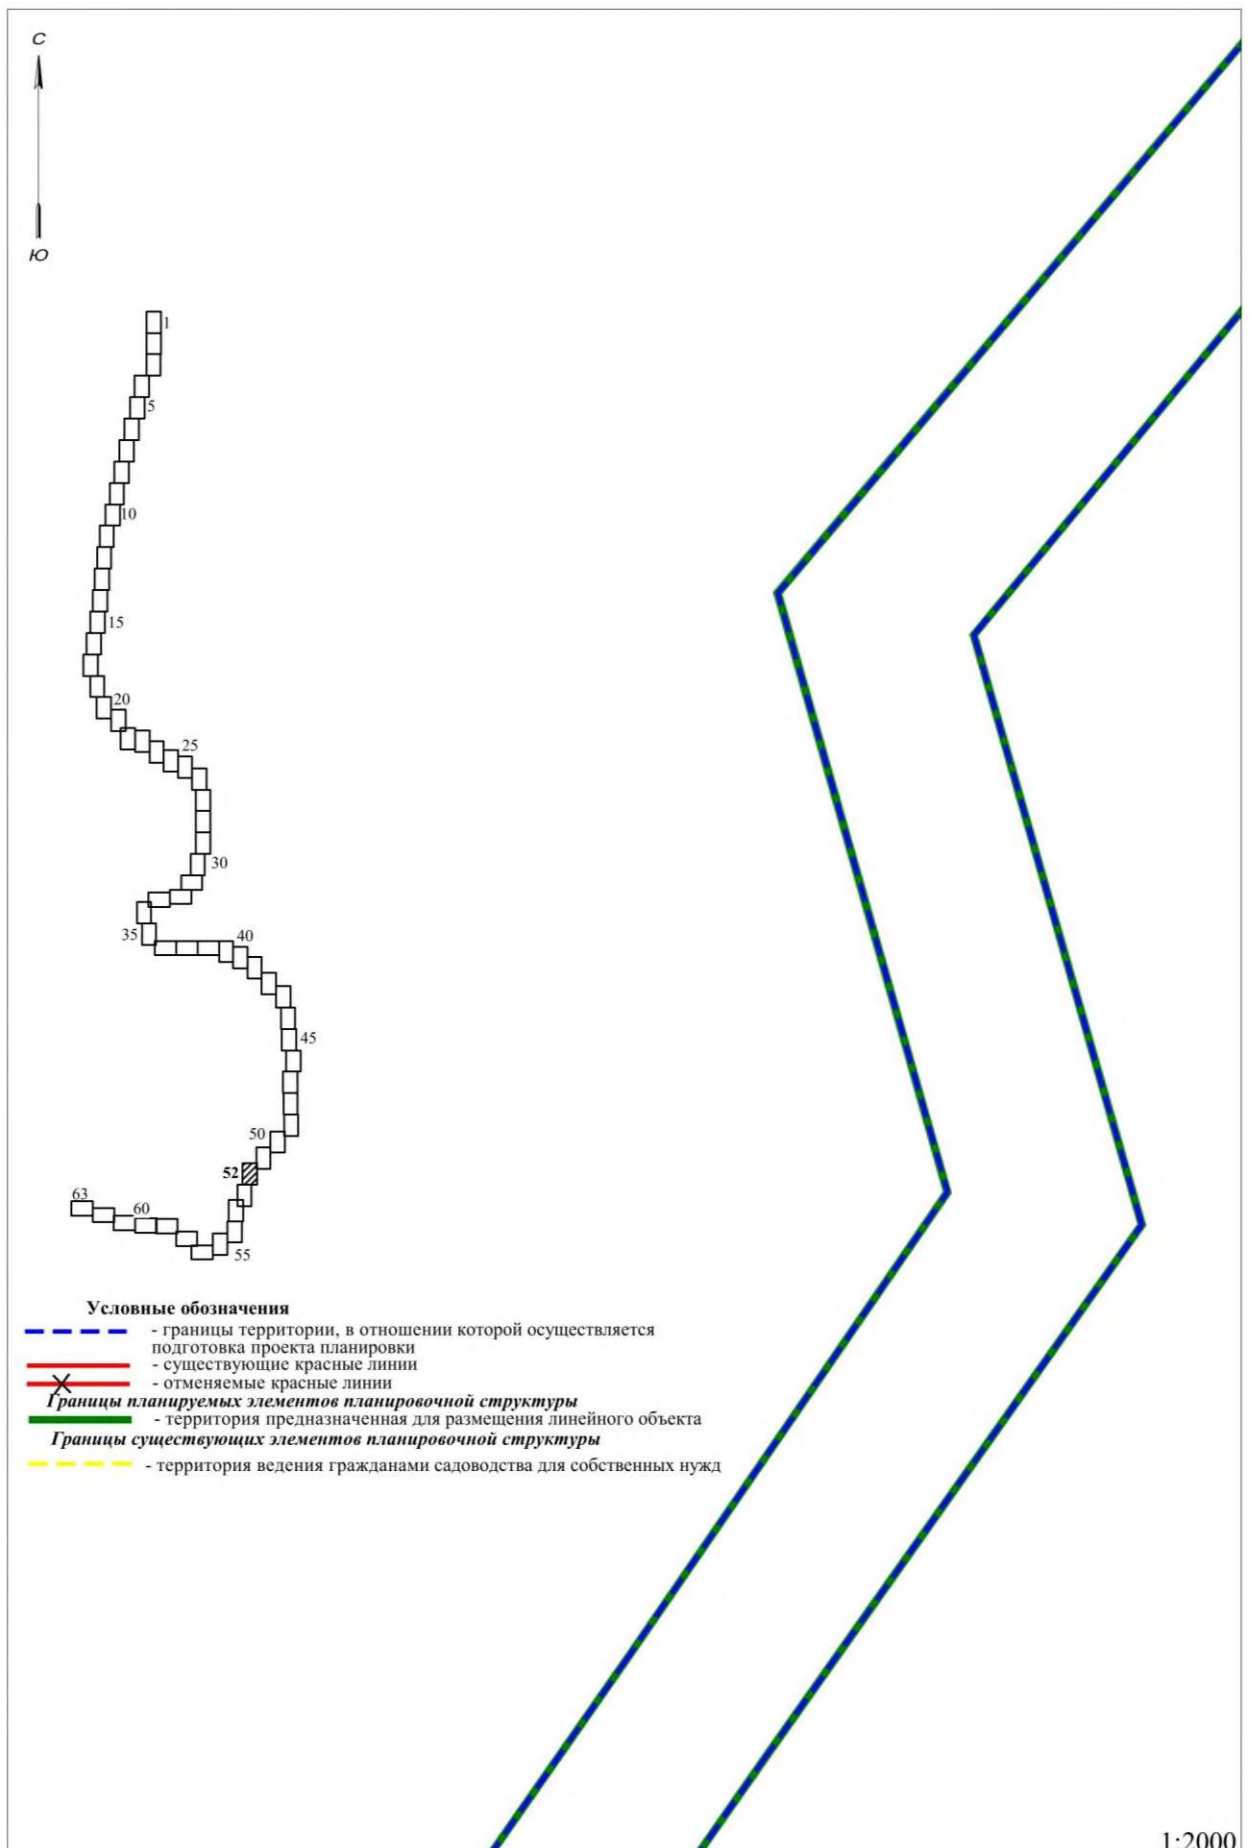 С
Ю
1
5
10
15
20
25
30
35
40
45
50
52
63
60
55
Условные обозначения
- границы территории, в отношении которой осуществляется
подготовка проекта планировки
- существующие красные линии
- отменяемые красные линии
Границы планируемых элементов планировочной структуры
- территория предназначенная для размещения линейного объекта
Границы существующих элементов планировочной структуры
- территория ведения гражданами садоводства для собственных нужд
1:2000